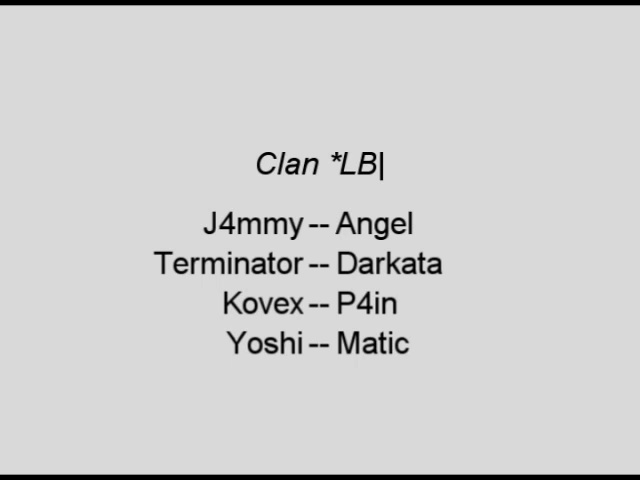 Clan *LB|
J4mmy -- Angel
Terminator -- Darkata
Kovex -- P4in
Yoshi -- Matic